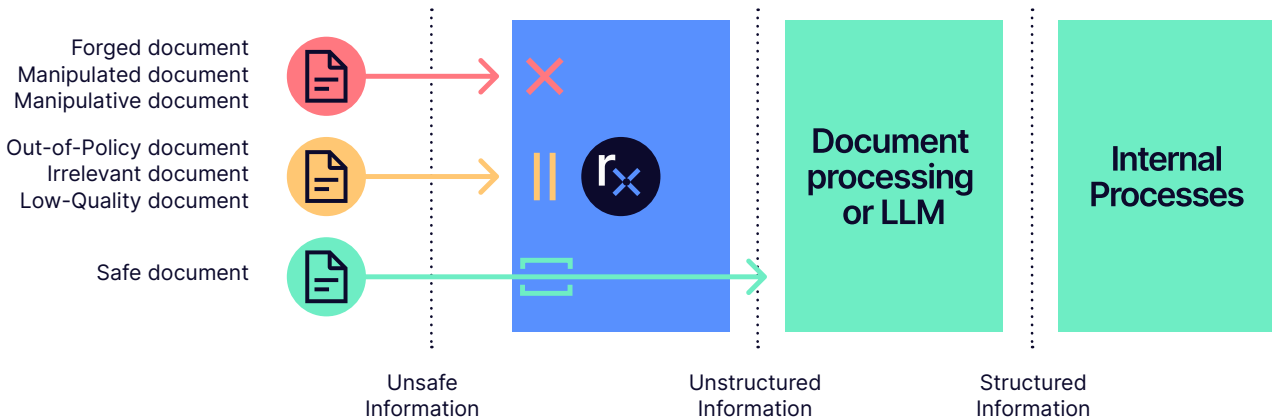 Forged document
Manipulated document
Manipulative document
Out-of-Policy document
Irrelevant document
Low-Quality document
Safe document
rx
Document
processing
or LLM
Internal
Processes
Unsafe
Information
Unstructured
Information
Structured
Information